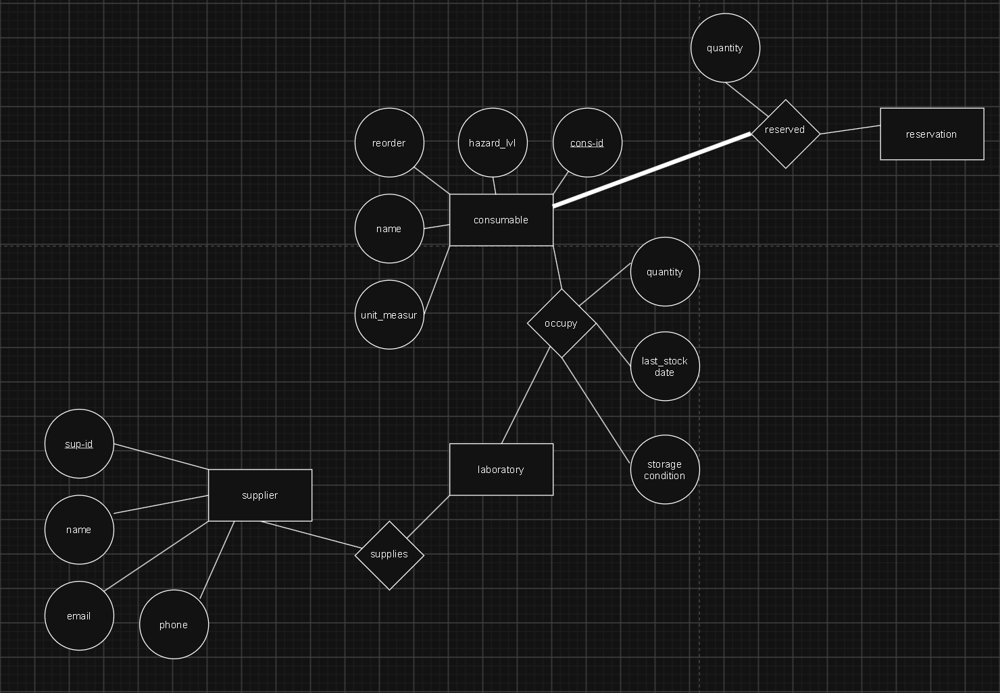 quantity
reserved
reservation
reorder
hazard_lvl
cons-id
consumable
name
quantity
unit_measur
occupy
last_stock
date
sup-id
storage
condition
laboratory
supplier
name
supplies
email
phone